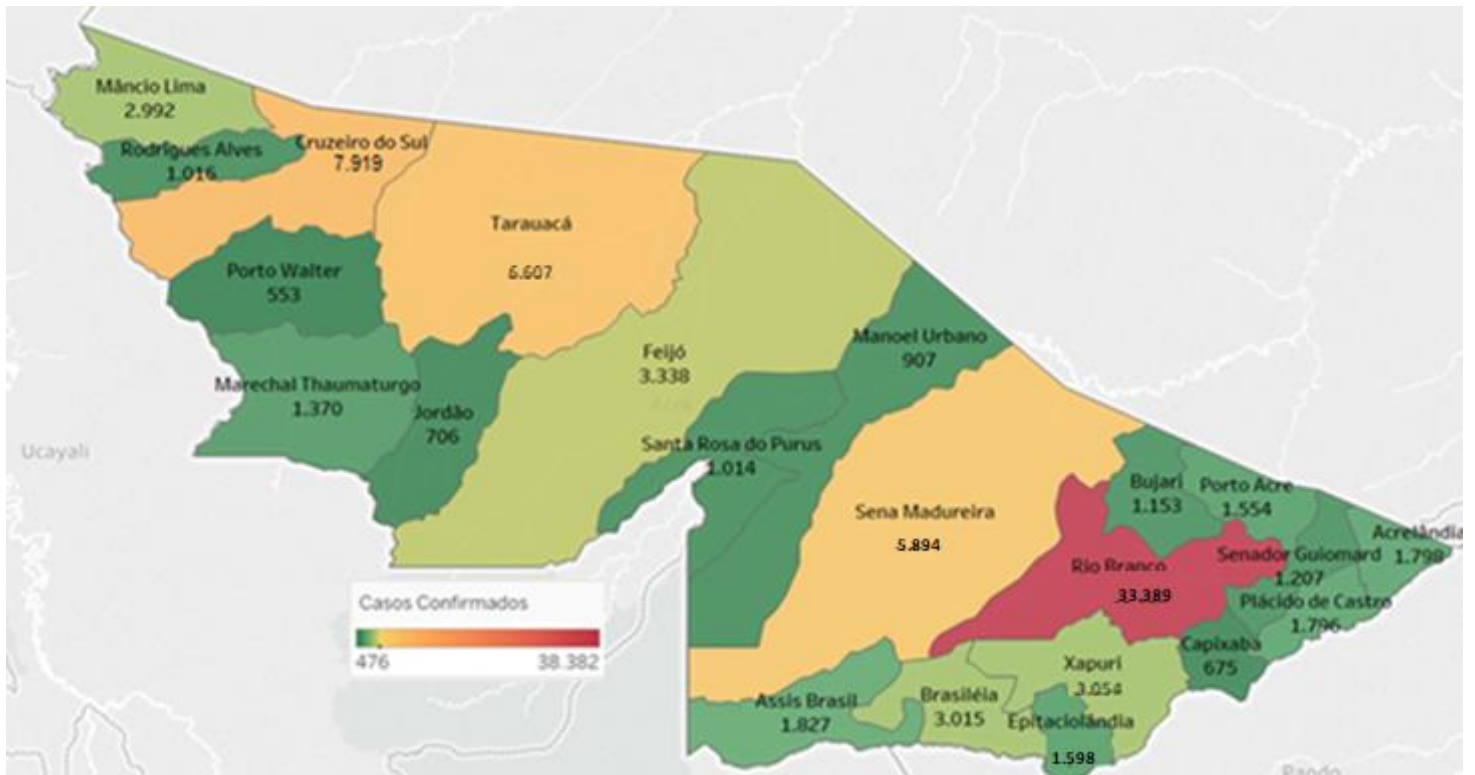 Mâncio Lima
2.992
Rodrigues Alves
1.016
Cruzeiro do Sul
7.919
Tarauacá
6.607
Porto Walter
553
Feijó
3.338
Manoel Urbano
907
Marechal Thaumaturgo
1.370
Jordão
706
Acre
Santa Rosa do Purus
1.014
Ucayali
Sena Madureira
5.894
Bujari
1.153
Porto Acre
1.554
Acrelândia
1.798
Senador Guiomard
1.207
Rio Branco
33.389
Plácido de Castro
1.796
Capixaba
675
Casos Confirmados
476
38.382
Xapuri
3.054
Assis Brasil
1.827
Brasiléia
3.015
Epitaciolândia
1.598
Pando